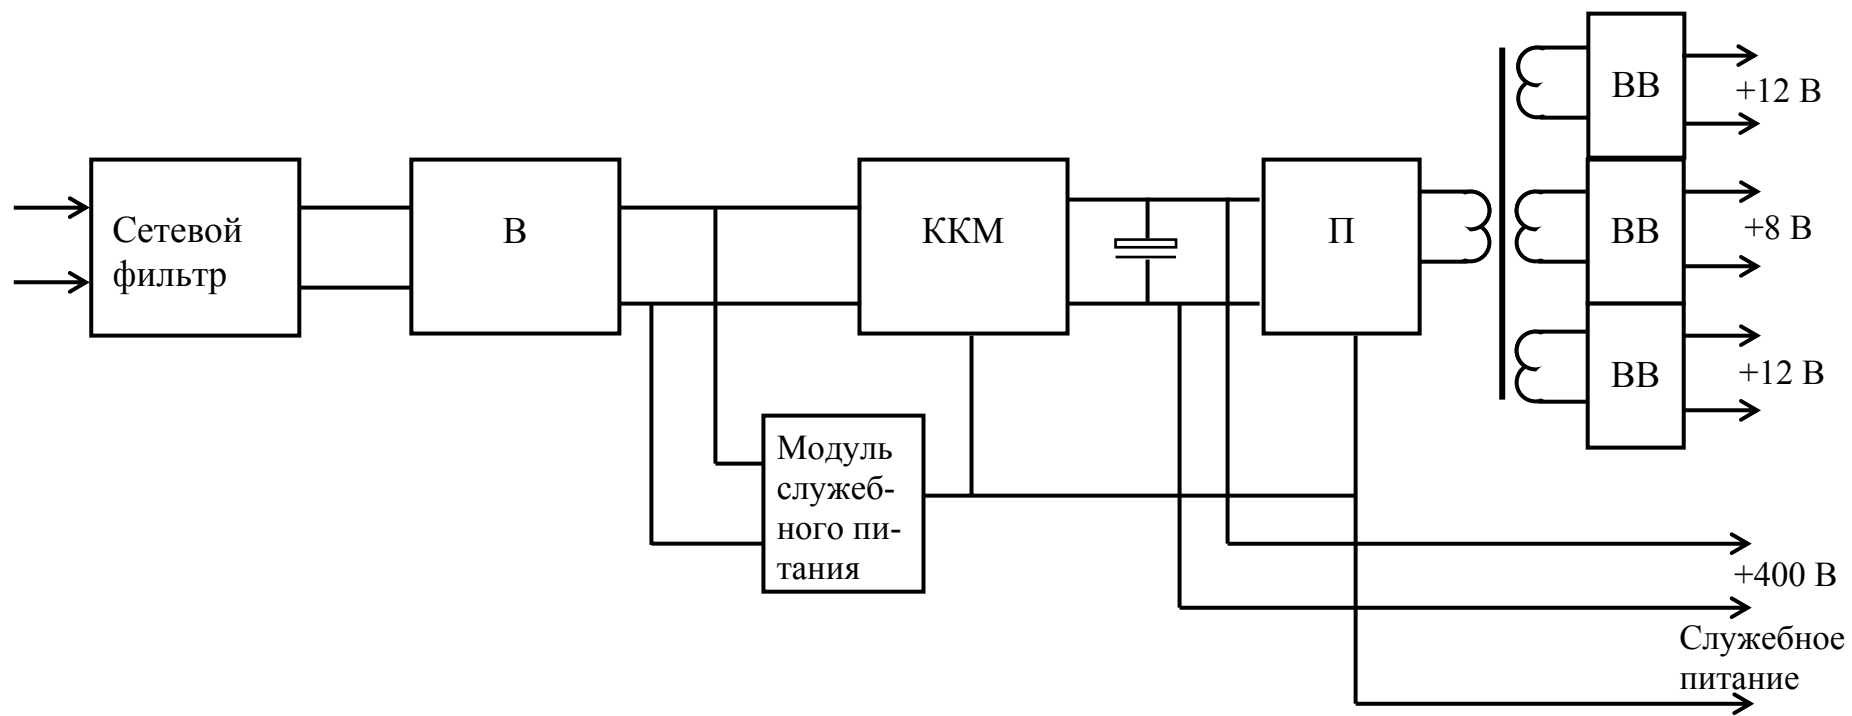 ВВ
+12 В
Сетевой
фильтр
В
ККМ
П
ВВ
+8 В
ВВ
+12 В
Модуль
служеб-
ного пи-
тания
+400 В
Служебное
питание